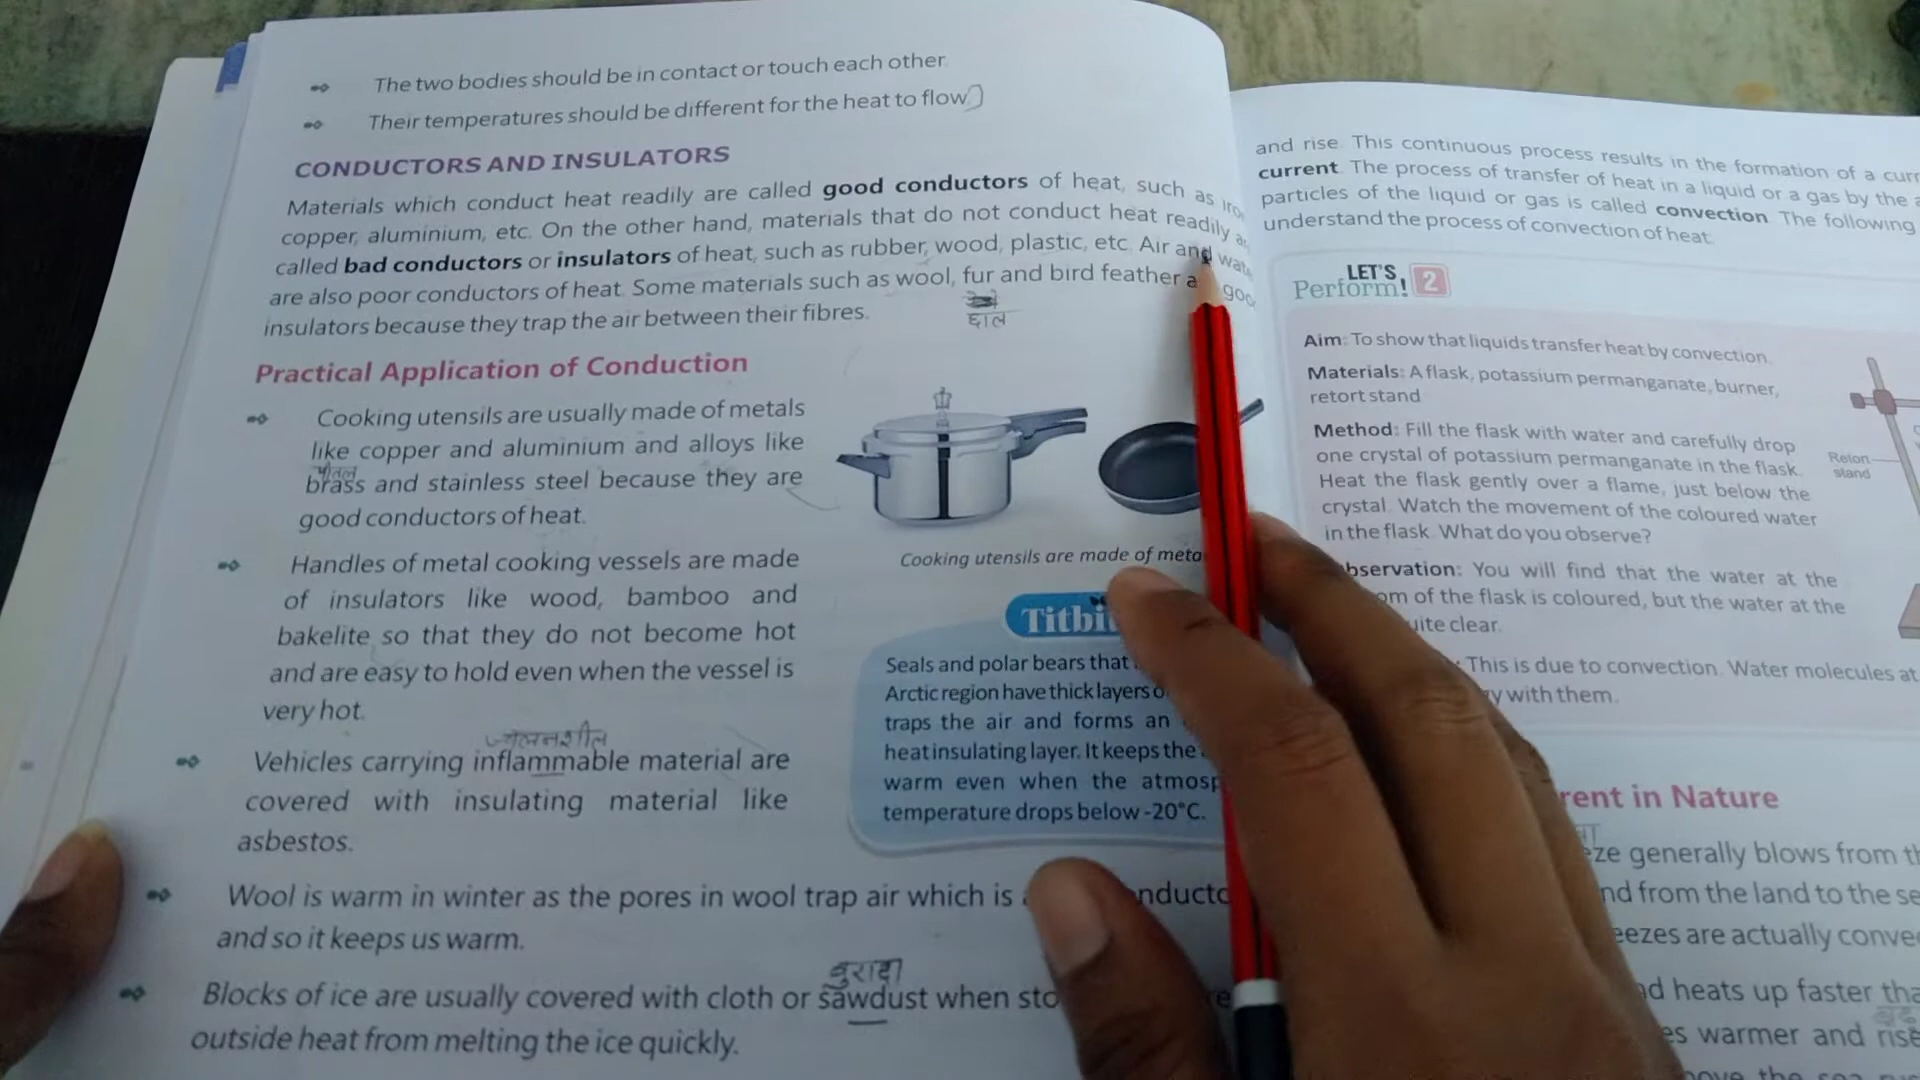 The two bodies should be in contact or touch each other
Their temperatures should be different for the heat to flow
CONDUCTORS AND INSULATORS
Materials which conduct heat readily are called good conductors of heat, such as
copper, aluminium, etc. On the other hand, materials that do not conduct heat readily
called bad conductors or insulators of heat, such as rubber, wood, plastic, etc. Air and
are also poor conductors of heat. Some materials such as wool, fur and bird feather
insulators because they trap the air between their fibres.
छाल
Practical Application of Conduction
Cooking utensils are usually made of metals
like copper and aluminium and alloys like
पीतल
brass and stainless steel because they are
good conductors of heat.
Handles of metal cooking vessels are made
of insulators like wood, bamboo and
bakelite, so that they do not become hot
and are easy to hold even when the vessel is
very hot.
ज्वलनशील
Vehicles carrying inflammable material are
covered with insulating material like
asbestos.
Wool is warm in winter as the pores in wool trap air which is
and so it keeps us warm.
बुरादा
Blocks of ice are usually covered with cloth or sawdust when
outside heat from melting the ice quickly.
Cooking utensils are made of
Seals and polar bears that
Arctic region have thick layers
traps the air and forms an
heat insulating layer. It keeps the
warm even when the
temperature drops below -20°C.
and rise. This continuous process results in the formation of a
current. The process of transfer of heat in a liquid or a gas by the
particles of the liquid or gas is called convection. The following
understand the process of convection of heat.
LET'S
Perform! 2
Aim: To show that liquids transfer heat by convection.
Materials: A flask, potassium permanganate, burner,
retort stand
Method: Fill the flask with water and carefully drop
one crystal of potassium permanganate in the flask.
Heat the flask gently over a flame, just below the
crystal. Watch the movement of the coloured water
in the flask. What do you observe?
You will find that the water at the
of the flask is coloured, but the water at the
clear.
This is due to convection. Water molecules at
with them.
Retort
stand
in Nature
generally blows from
from the land to the
are actually
heats up faster
warmer and